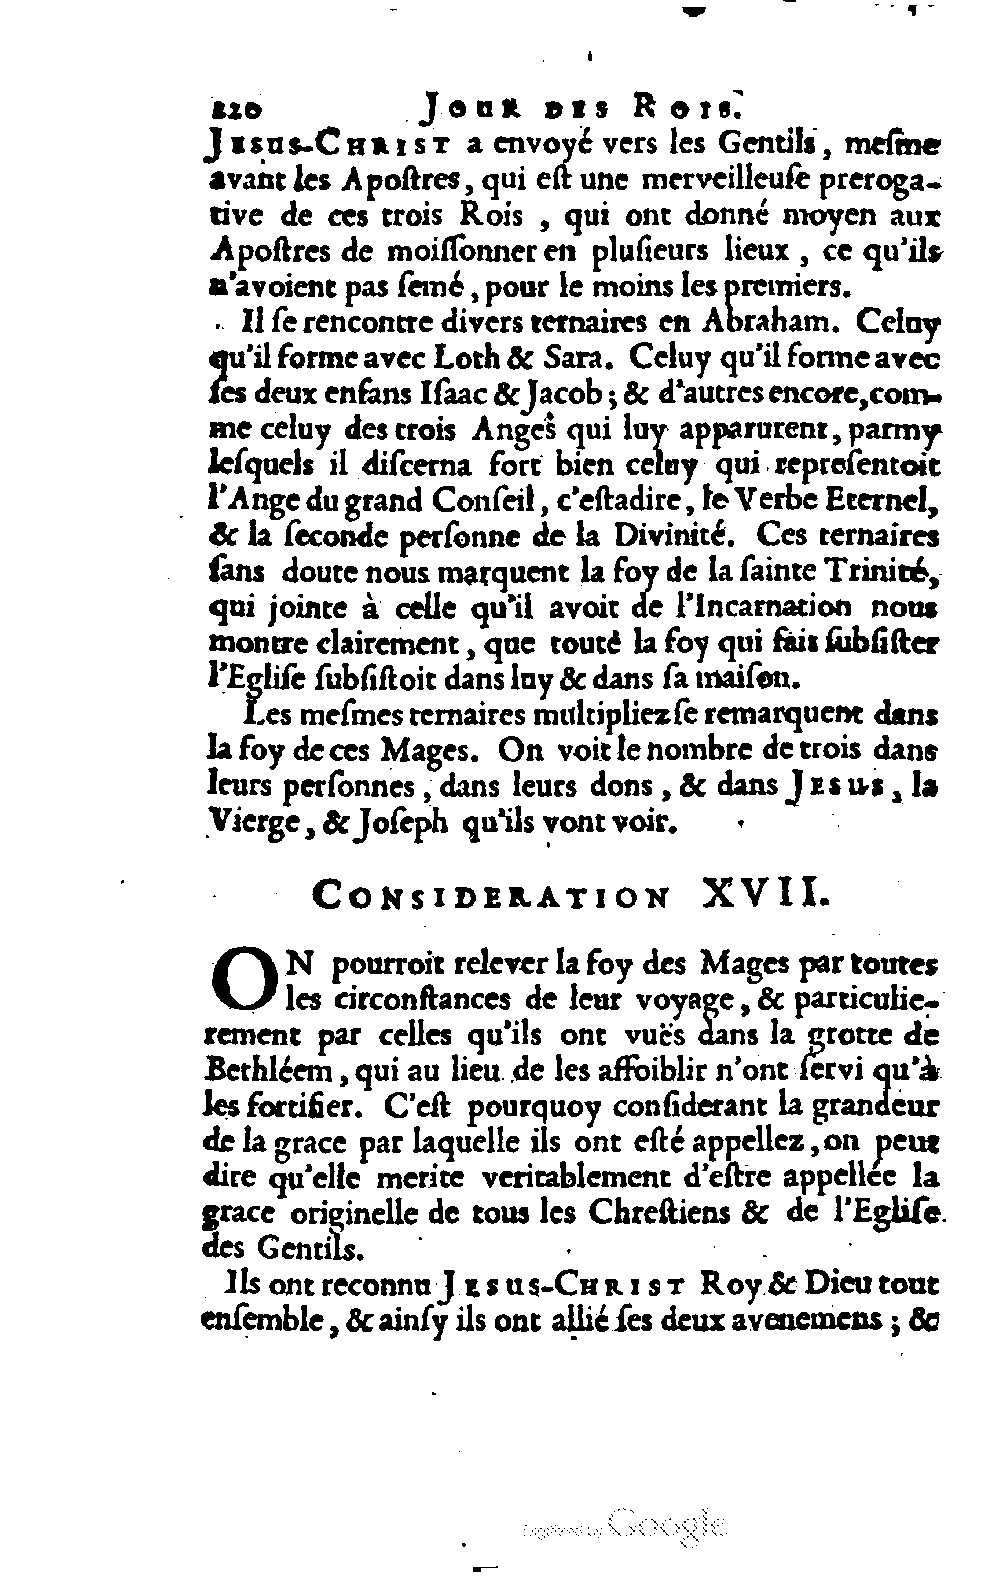 220 JOUR DES ROIS.
JESUS-CHRIST a envoyé vers les Gentils, meſme
avant les Apoſtres, qui eſt une merveilleuſe preroga-
tive de ces trois Rois, qui ont donné moyen aux
Apoſtres de moiſſonner en pluſieurs lieux, ce qu'ils
n'avoient pas ſemé, pour le moins les premiers.
Il ſe rencontre divers ternaires en Abraham. Celuy
qu'il forme avec Loth & Sara. Celuy qu'il forme avec
ſes deux enfans Iſaac & Jacob; & d'autres encore, com-
me celuy des trois Anges qui luy apparurent, parmy
leſquels il diſcerna fort bien celuy qui repreſentoit
l'Ange du grand Conſeil, c'eſtadire, le Verbe Eternel,
& la ſeconde perſonne de la Divinité. Ces ternaires
ſans doute nous marquent la foy de la ſainte Trinité,
qui jointe à celle qu'il avoit de l'Incarnation nous
montre clairement, que touté la foy qui fait ſubſiſter
l'Egliſe ſubſiſtoit dans luy & dans ſa maiſon.
Les meſmes ternaires multipliez ſe remarquent dans
la foy de ces Mages. On voit le nombre de trois dans
leurs perſonnes, dans leurs dons, & dans JESUS, la
Vierge, & Joſeph qu'ils vont voir.
CONSIDERATION XVII.
ON pourroit relever la foy des Mages par toutes
les circonſtances de leur voyage, & particulie-
rement par celles qu'ils ont vuës dans la grotte de
Bethléem, qui au lieu de les affoiblir n'ont ſervi qu'à
les fortifier. C'eſt pourquoy conſiderant la grandeur
de la grace par laquelle ils ont eſté appellez, on peut
dire qu'elle merite veritablement d'eſtre appellée la
grace originelle de tous les Chreſtiens & de l'Egliſe
des Gentils.
Ils ont reconnu JESUS-CHRIST Roy & Dieu tout
enſemble, & ainſy ils ont allié ſes deux avenemens; &
Digitized by Google